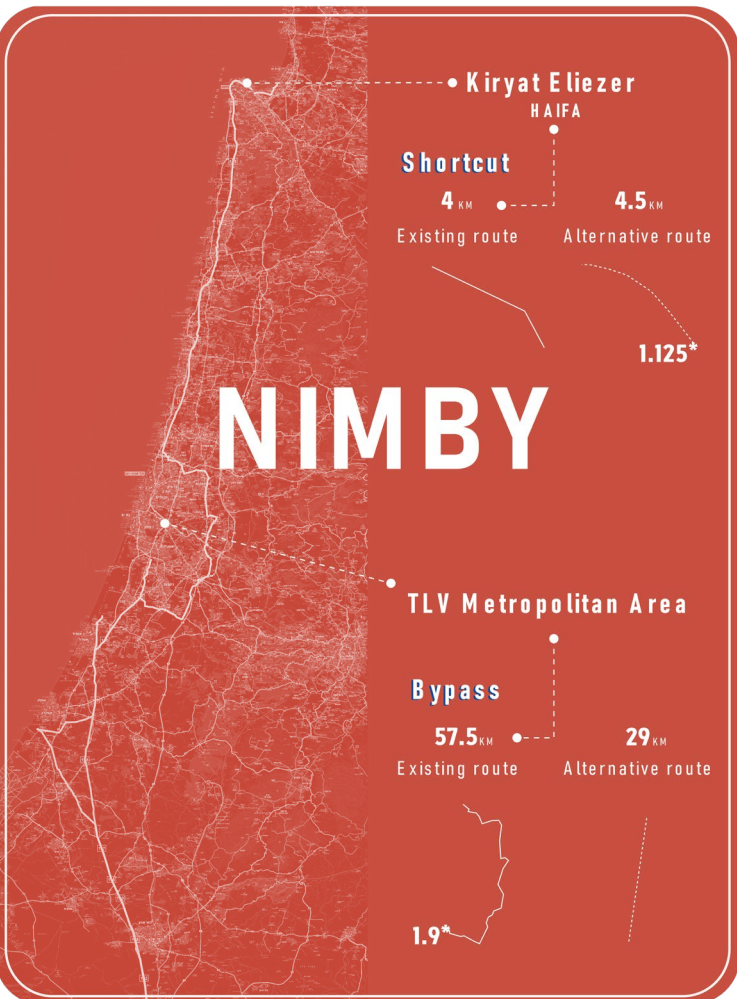 Kiryat Eliezer
HAIFA
Shortcut
4 KM
4.5 KM
Existing route
Alternative route
1.125*
NIMBY
TLV Metropolitan Area
Bypass
57.5 KM
29 KM
Existing route
Alternative route
1.9*